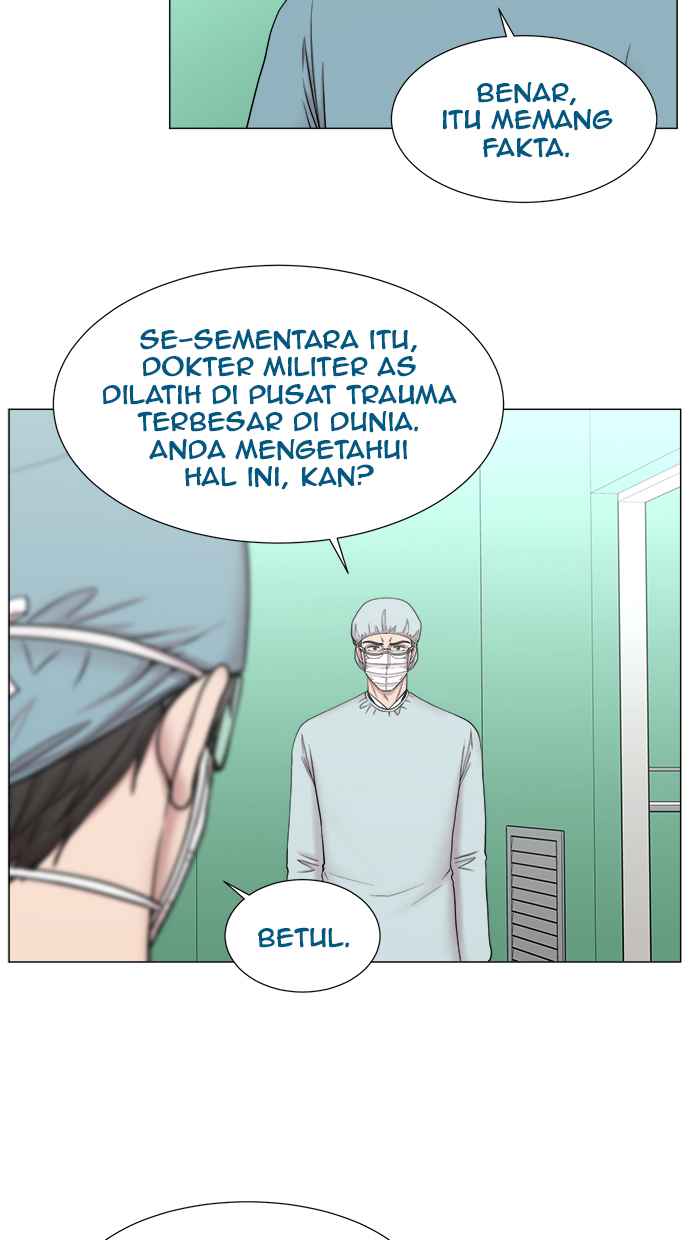 BENAR,
ITU MEMANG
FAKTA.
SE-SEMENTARA ITU,
DOKTER MILITER AS
DILATIH DI PUSAT TRAUMA
TERBESAR DI DUNIA.
ANDA MENGETAHUI
HAL INI, KAN?
BETUL.